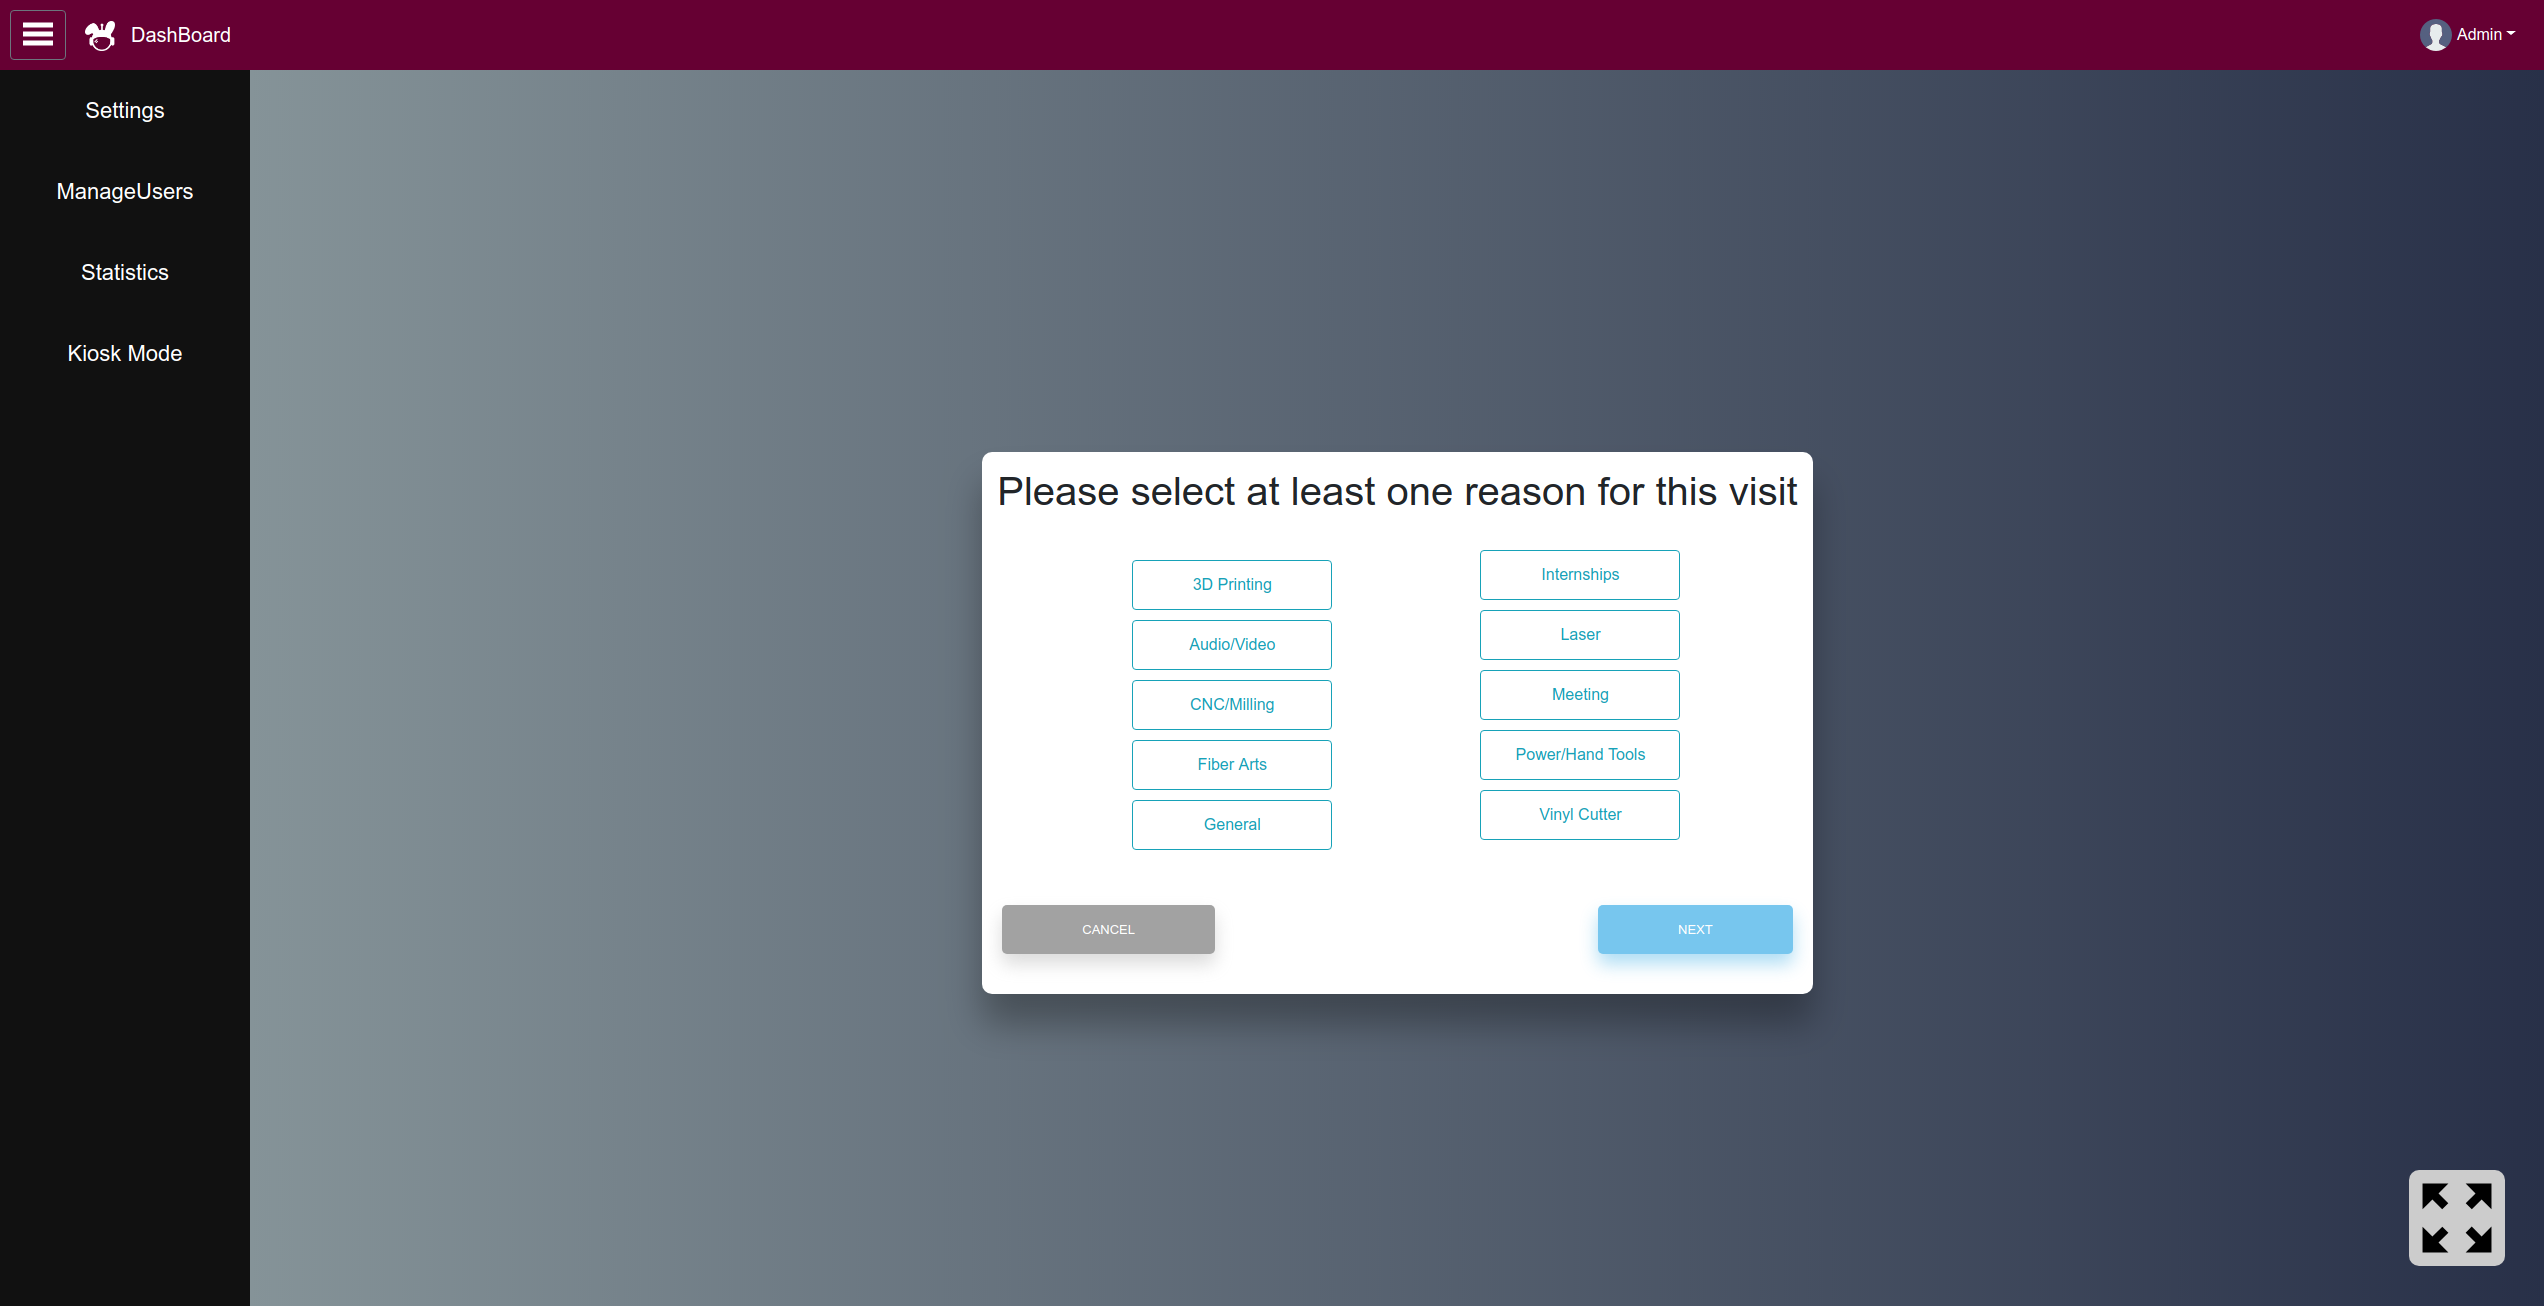 DashBoard
Admin
Settings
ManageUsers
Statistics
Kiosk Mode
Please select at least one reason for this visit
3D Printing
Audio/Video
CNC/Milling
Fiber Arts
General
Internships
Laser
Meeting
Power/Hand Tools
Vinyl Cutter
CANCEL
NEXT